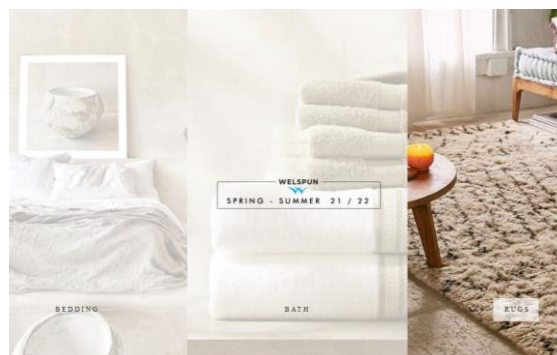 WELSPUN
SPRING - SUMMER 21 / 22
BEDDING
BATH
RUGS